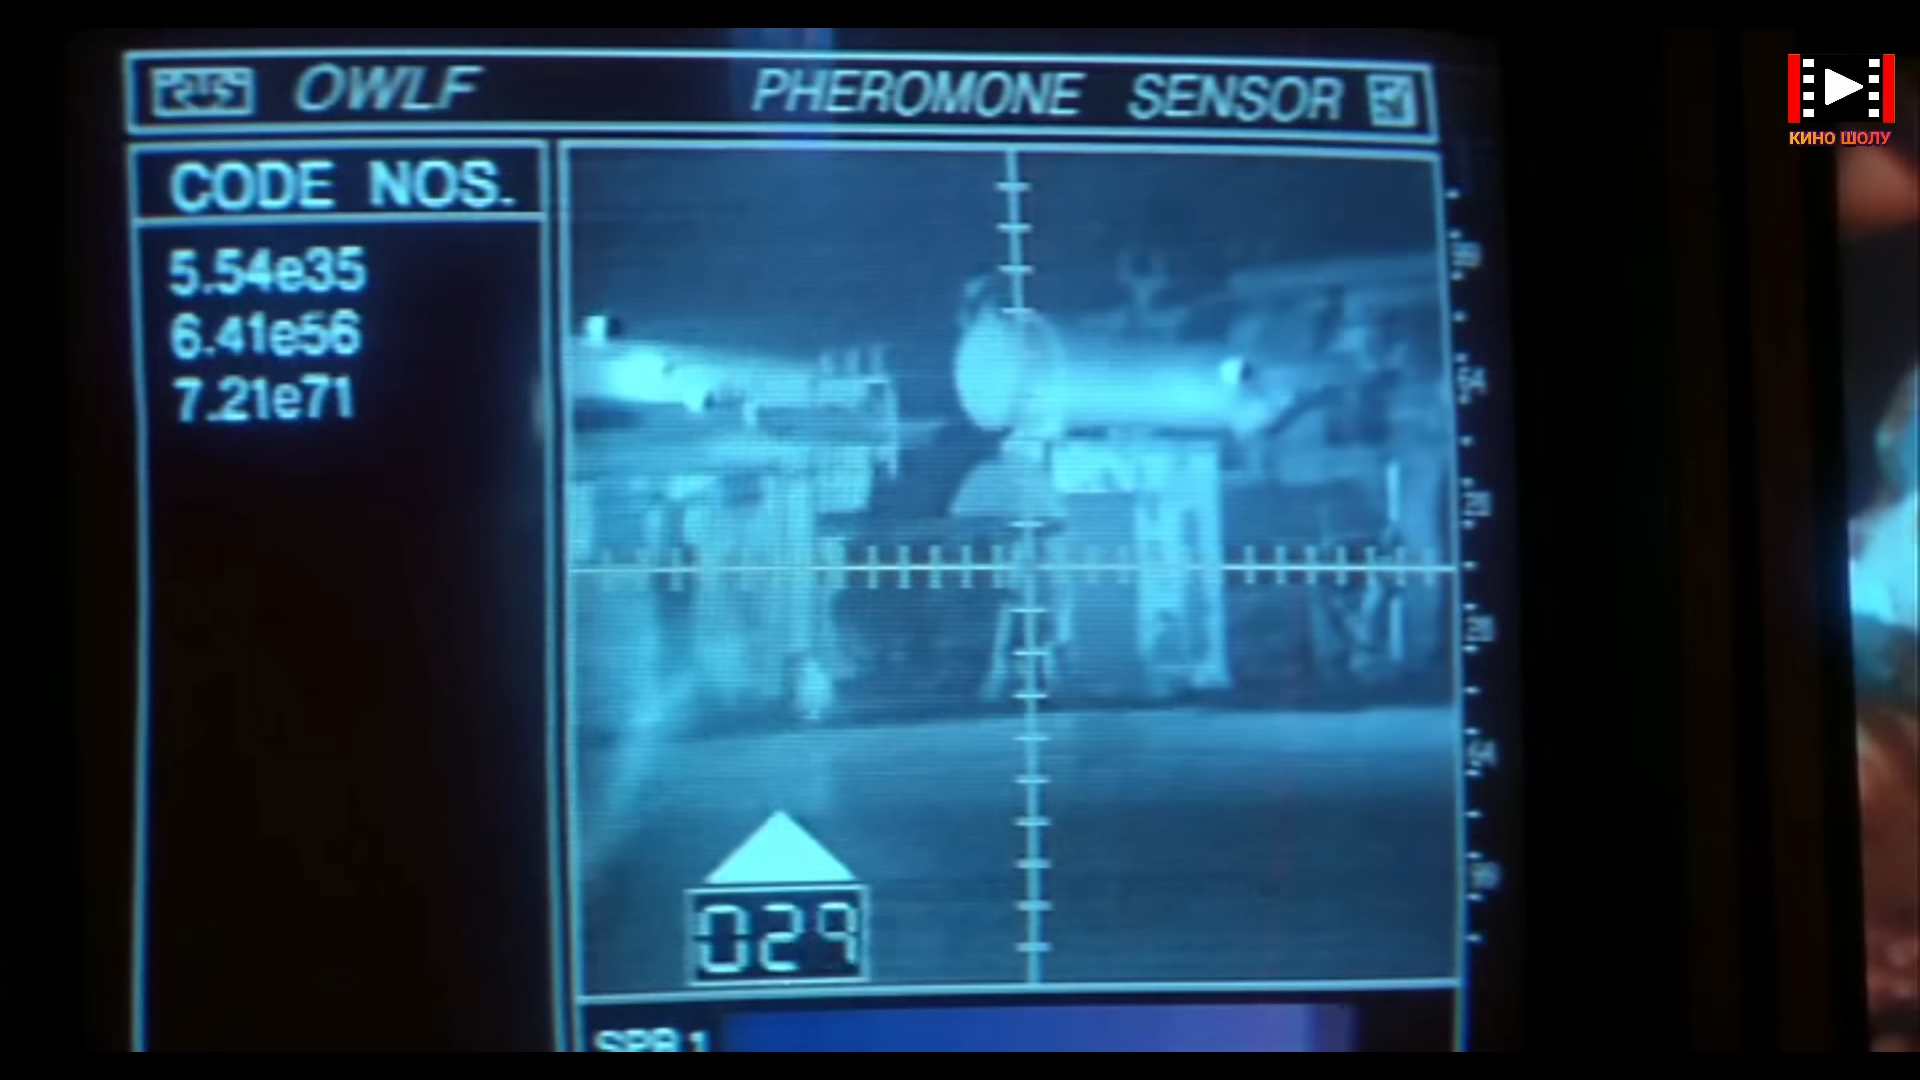 OWLF PHEROMONE SENSOR
КИНО ШОЛУ
CODE NOS.
5.54e35
6.41e56
7.21e71
029